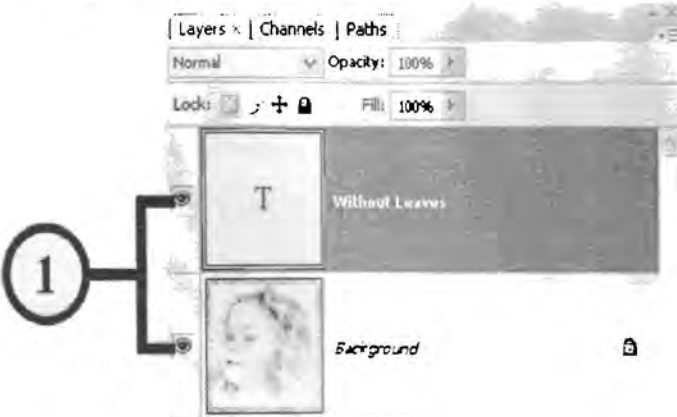 Layers × | Channels | Paths
Normal Opacity: 100%
Lock: Fill: 100%
T Without Leaves
1
Background